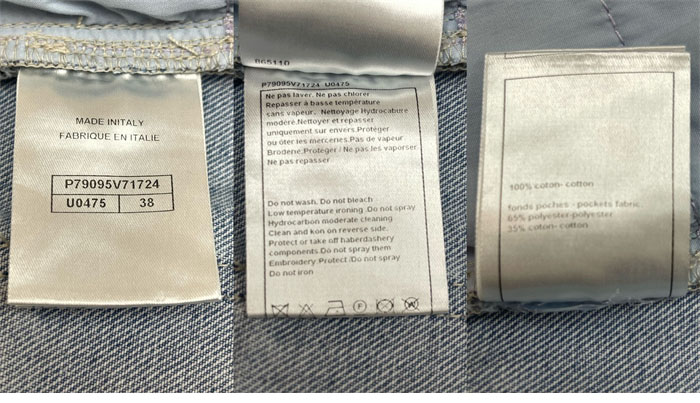 MADE INITALY
FABRIQUE EN ITALIE
P79095V71724
U0475 38
P79095V71724 U0475
Ne pas laver. Ne pas chlorer
Repasser à basse température
sans vapeur. Nettoyage Hydrocabure
modéré.Nettoyer et repasser
uniquement sur envers.Protéger
ou ôter les merceries.Pas de vapeur
Broderie.Protéger / Ne pas les vaporiser
Ne pas repasser
Do not wash. Do not bleach
Low temperature ironing .Do not spray
Hydrocarbon moderate cleaning
Clean and kon on reverse side.
Protect or take off haberdashery
components.Do not spray them
Embroidery.Protect /Do not spray
Do not iron
100% coton- cotton
fonds poches - pockets fabric.
65% polyester-polyester
35% coton- cotton